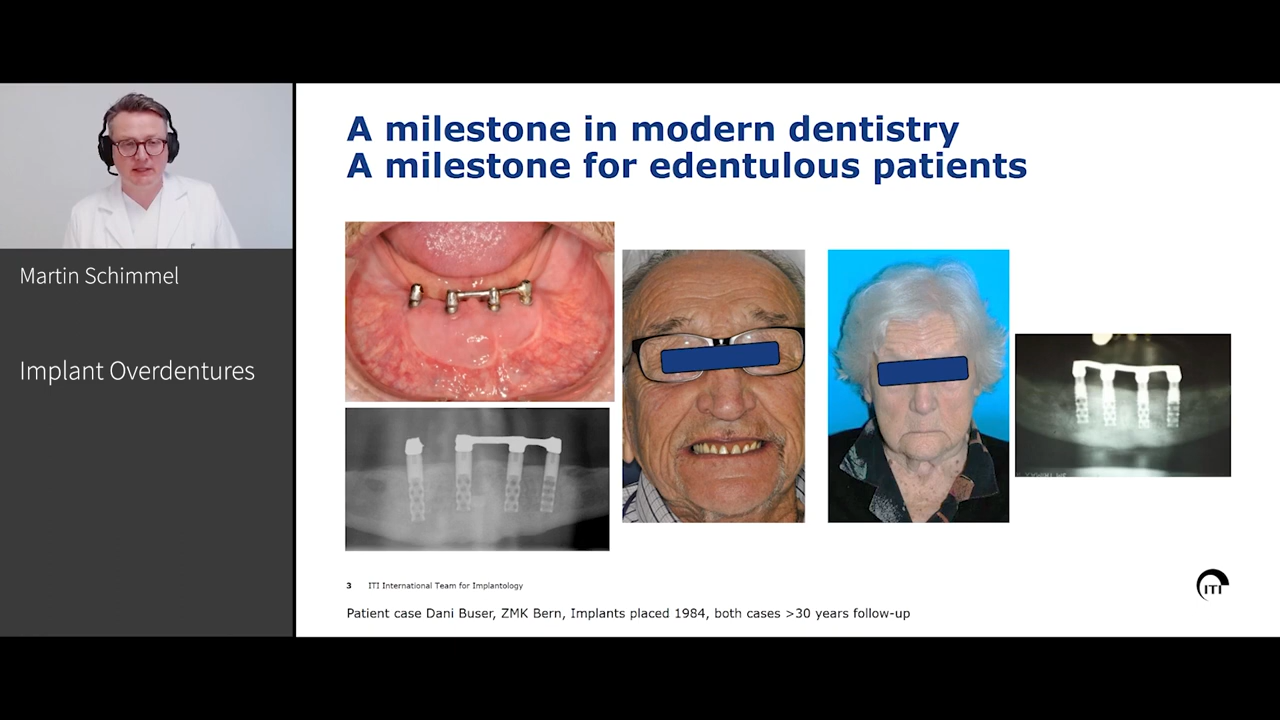 A milestone in modern dentistry
A milestone for edentulous patients
Martin Schimmel
Implant Overdentures
3 ITI International Team for Implantology
ITI
Patient case Dani Buser, ZMK Bern, Implants placed 1984, both cases >30 years follow-up